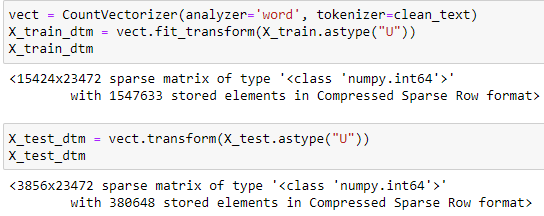 vect = CountVectorizer(analyzer='word', tokenizer=clean_text)
X_train_dtm = vect.fit_transform(X_train.astype("U"))
X_train_dtm
<15424x23472 sparse matrix of type '<class 'numpy.int64'>'
with 1547633 stored elements in Compressed Sparse Row format>
X_test_dtm = vect.transform(X_test.astype("U"))
X_test_dtm
<3856x23472 sparse matrix of type '<class 'numpy.int64'>'
with 380648 stored elements in Compressed Sparse Row format>